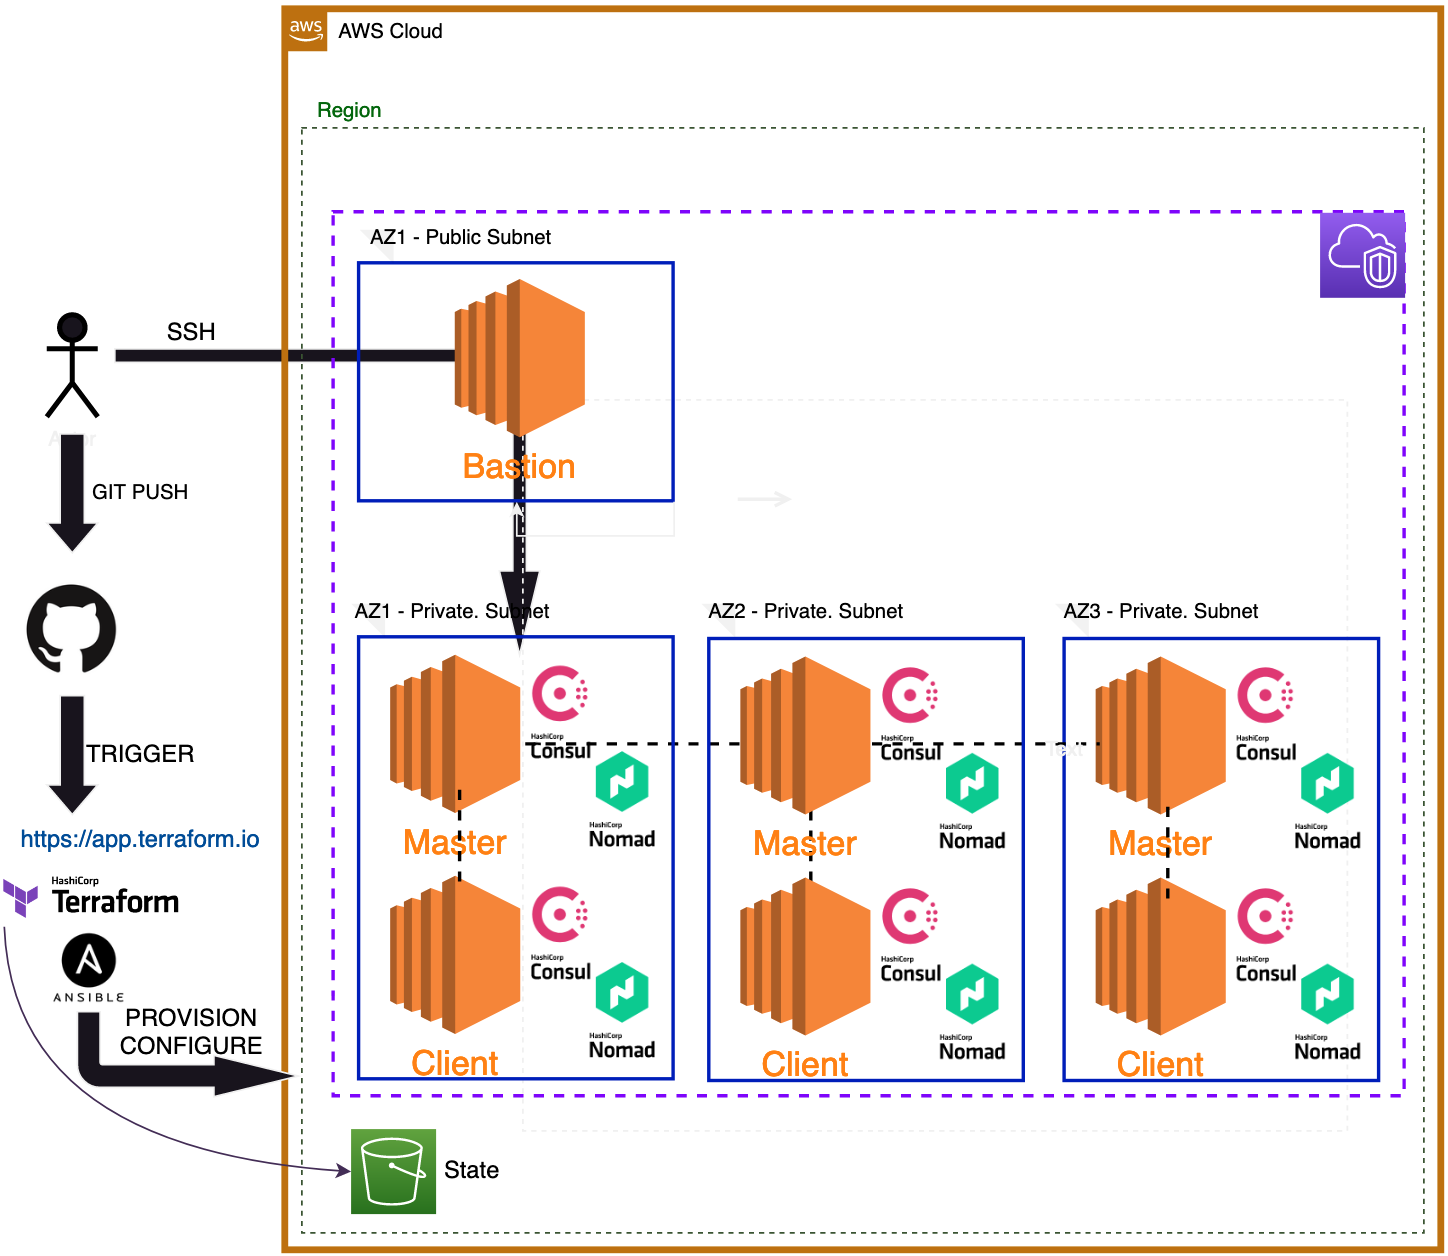 aws
AWS Cloud
Region
AZ1 - Public Subnet
SSH
Bastion
Actor
GIT PUSH
AZ1 - Private. Subnet
AZ2 - Private. Subnet
AZ3 - Private. Subnet
HashiCorp
Consul
HashiCorp
Consul
HashiCorp
Consul
Text
TRIGGER
HashiCorp
Nomad
HashiCorp
Nomad
HashiCorp
Nomad
Master
Master
Master
https://app.terraform.io
HashiCorp
Terraform
HashiCorp
Consul
HashiCorp
Consul
HashiCorp
Consul
ANSIBLE
PROVISION
CONFIGURE
HashiCorp
Nomad
HashiCorp
Nomad
HashiCorp
Nomad
Client
Client
Client
State